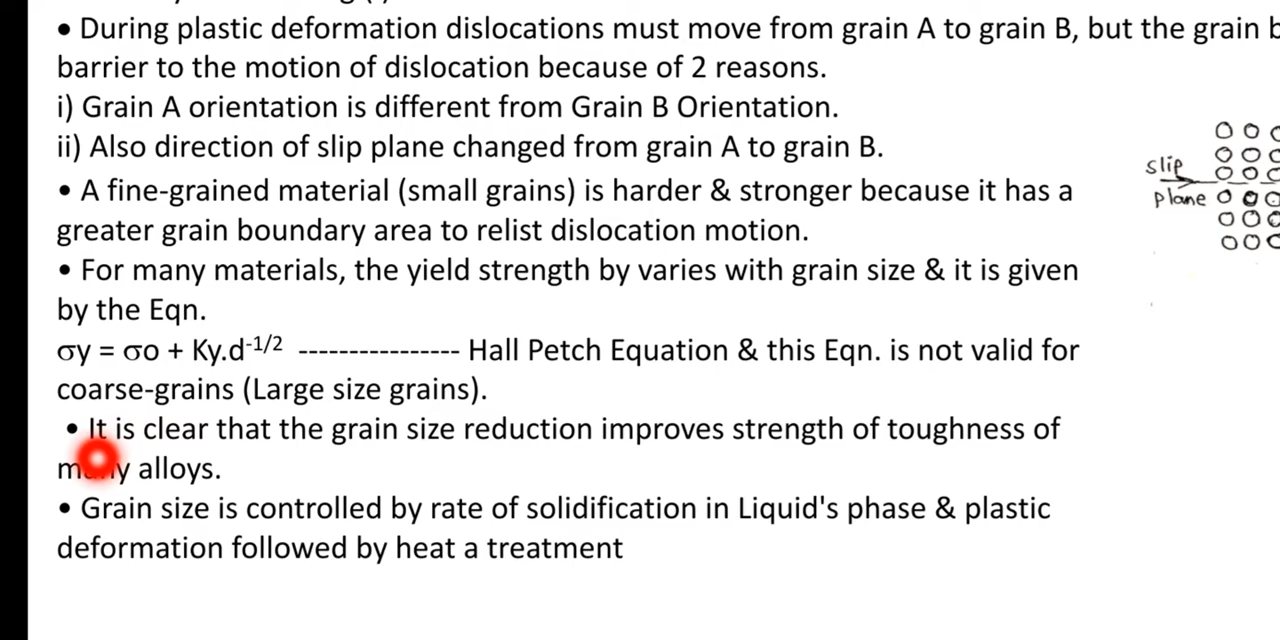 • During plastic deformation dislocations must move from grain A to grain B, but the grain
barrier to the motion of dislocation because of 2 reasons.
i) Grain A orientation is different from Grain B Orientation.
ii) Also direction of slip plane changed from grain A to grain B.
• A fine-grained material (small grains) is harder & stronger because it has a
greater grain boundary area to relist dislocation motion.
• For many materials, the yield strength by varies with grain size & it is given
by the Eqn.
σy = σo + Ky.d⁻¹/² ---------------- Hall Petch Equation & this Eqn. is not valid for
coarse-grains (Large size grains).
• It is clear that the grain size reduction improves strength of toughness of
many alloys.
• Grain size is controlled by rate of solidification in Liquid's phase & plastic
deformation followed by heat a treatment
slip
plane